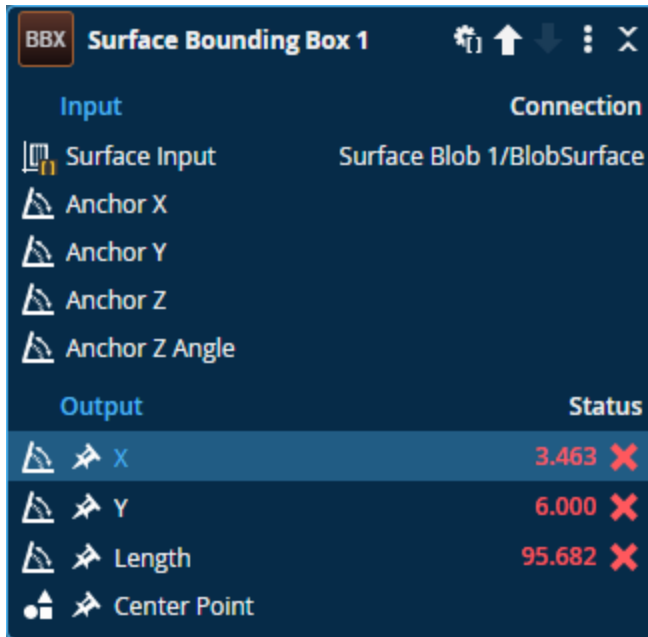 BBX Surface Bounding Box 1
Input Connection
Surface Input Surface Blob 1/BlobSurface
Anchor X
Anchor Y
Anchor Z
Anchor Z Angle
Output Status
X 3.463
Y 6.000
Length 95.682
Center Point